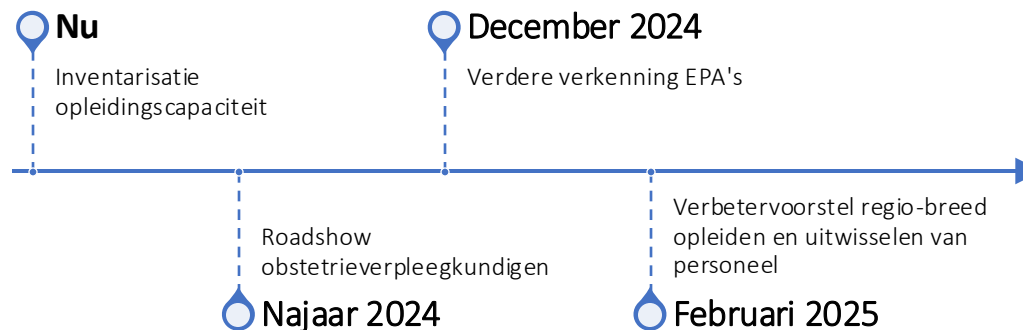 Nu
Inventarisatie
opleidingscapaciteit
December 2024
Verdere verkenning EPA's
Roadshow
obstetrieverpleegkundigen
Najaar 2024
Verbetervoorstel regio-breed
opleiden en uitwisselen van
personeel
Februari 2025